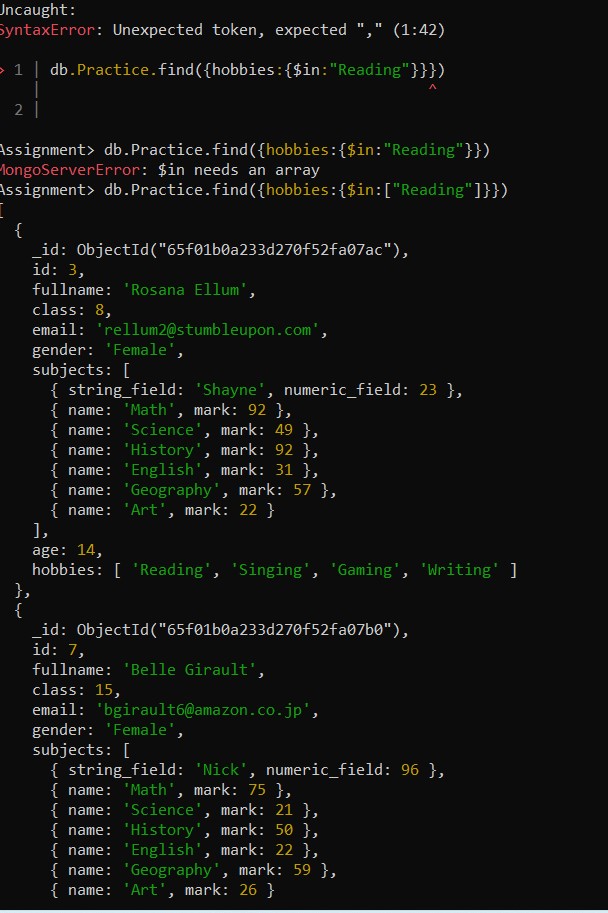 Uncaught:
SyntaxError: Unexpected token, expected "," (1:42)
> 1 | db.Practice.find({hobbies:{$in:"Reading"}}})
| ^
2 |
Assignment> db.Practice.find({hobbies:{$in:"Reading"}})
MongoServerError: $in needs an array
Assignment> db.Practice.find({hobbies:{$in:["Reading"]}})
[
{
_id: ObjectId("65f01b0a233d270f52fa07ac"),
id: 3,
fullname: 'Rosana Ellum',
class: 8,
email: 'rellum2@stumbleupon.com',
gender: 'Female',
subjects: [
{ string_field: 'Shayne', numeric_field: 23 },
{ name: 'Math', mark: 92 },
{ name: 'Science', mark: 49 },
{ name: 'History', mark: 92 },
{ name: 'English', mark: 31 },
{ name: 'Geography', mark: 57 },
{ name: 'Art', mark: 22 }
],
age: 14,
hobbies: [ 'Reading', 'Singing', 'Gaming', 'Writing' ]
},
{
_id: ObjectId("65f01b0a233d270f52fa07b0"),
id: 7,
fullname: 'Belle Girault',
class: 15,
email: 'bgirault6@amazon.co.jp',
gender: 'Female',
subjects: [
{ string_field: 'Nick', numeric_field: 96 },
{ name: 'Math', mark: 75 },
{ name: 'Science', mark: 21 },
{ name: 'History', mark: 50 },
{ name: 'English', mark: 22 },
{ name: 'Geography', mark: 59 },
{ name: 'Art', mark: 26 }